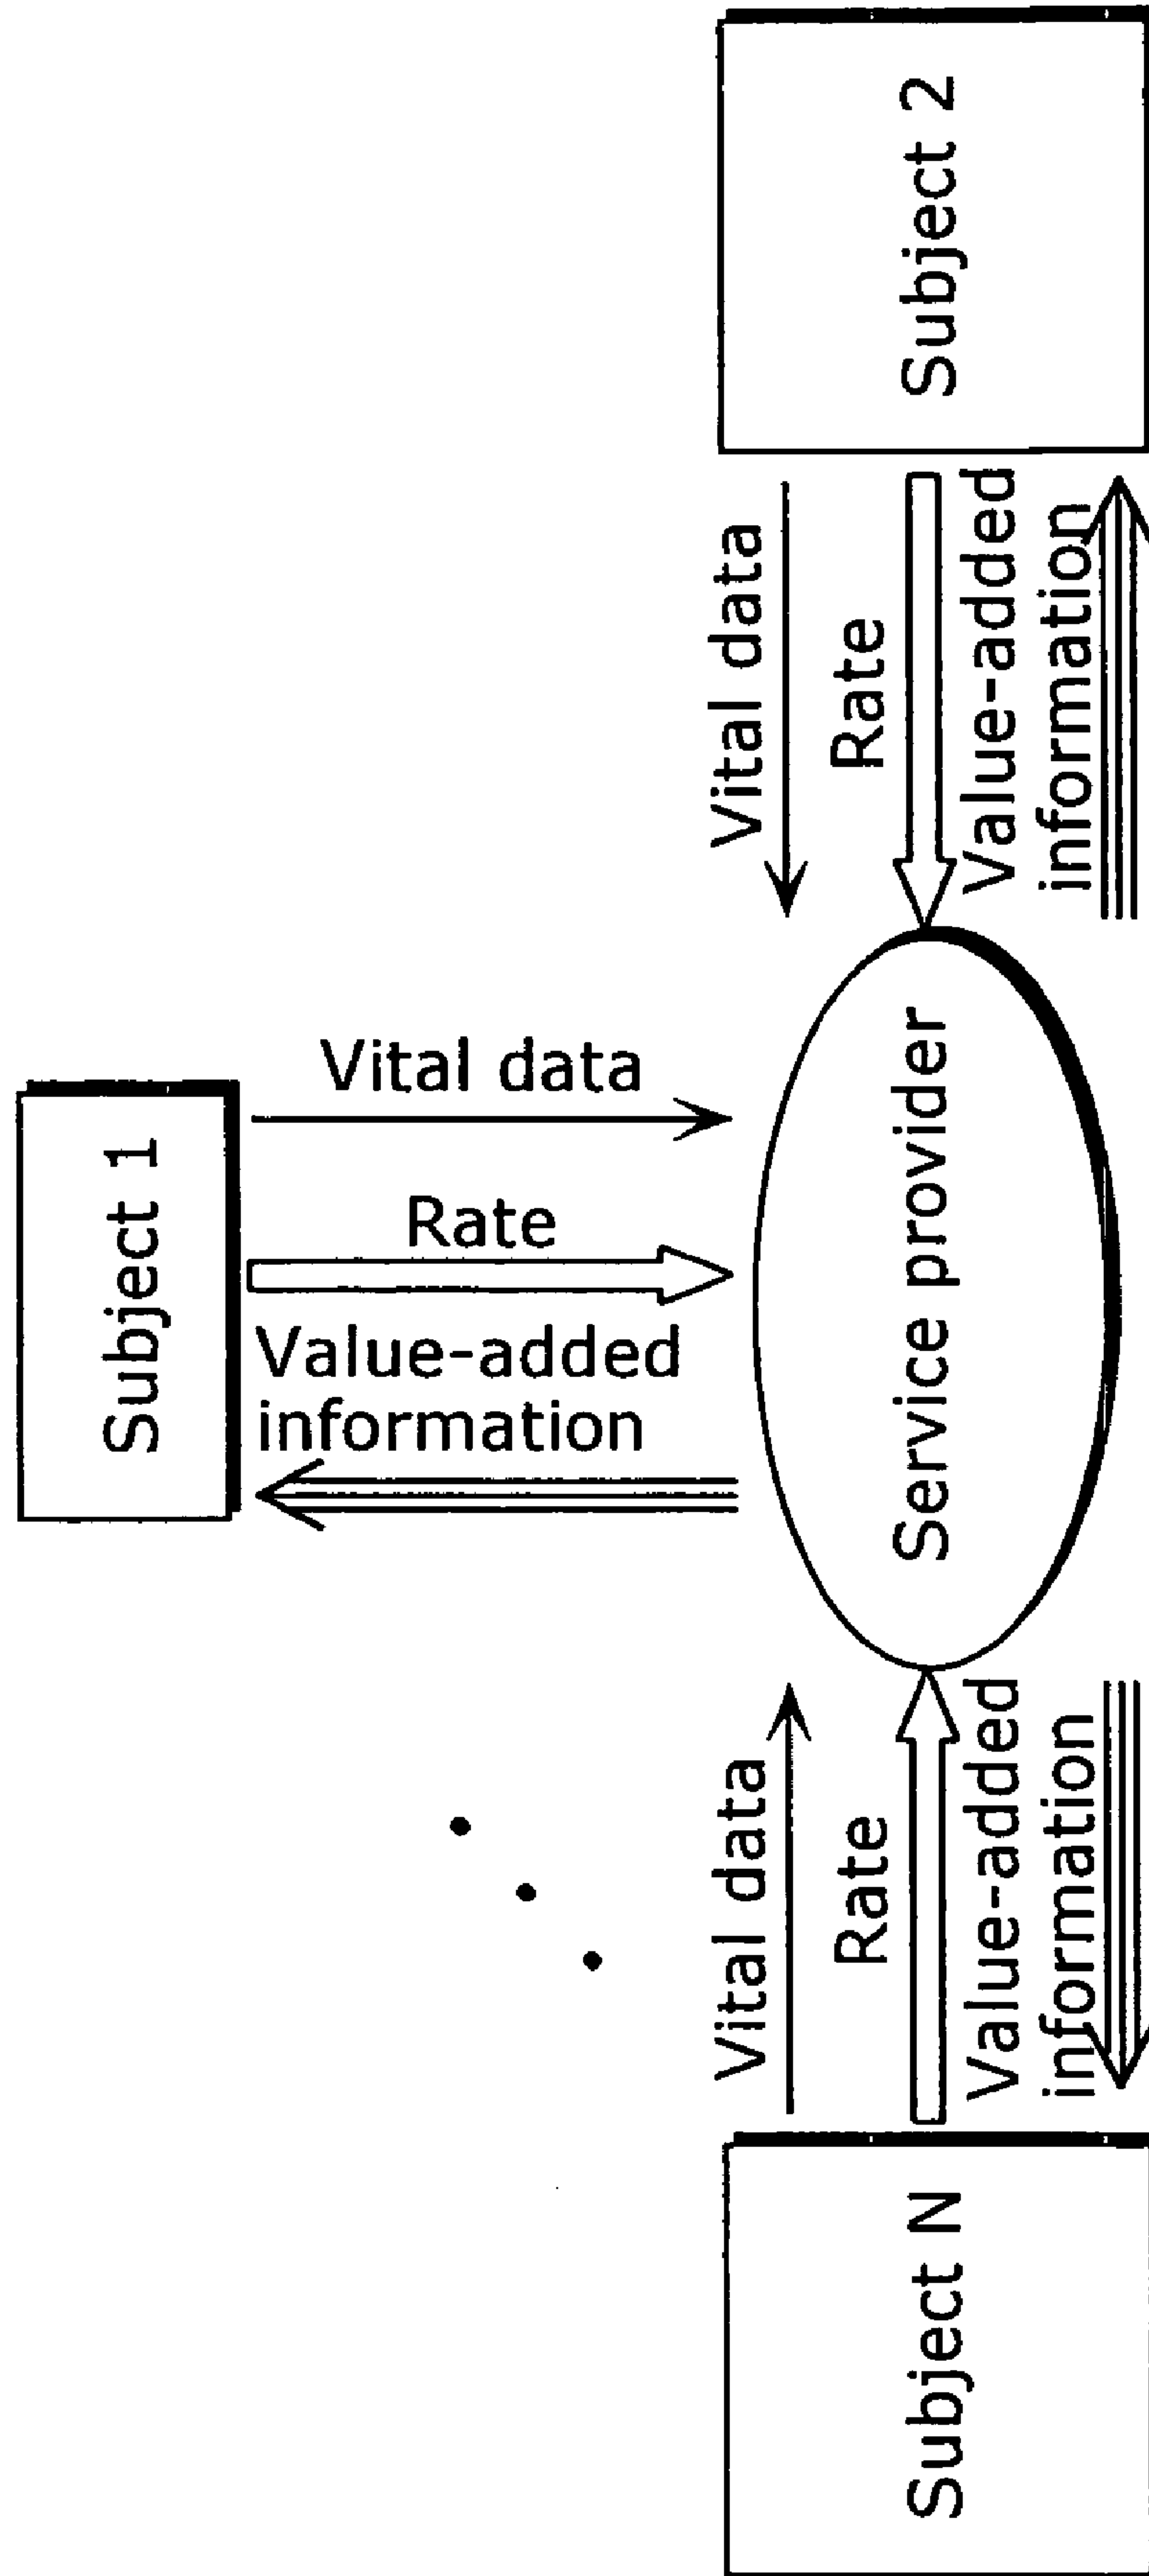 Subject 1
Vital data
Rate
Value-added
information
Subject N
Vital data
Rate
Value-added
information
Service provider
Vital data
Rate
Value-added
information
Subject 2